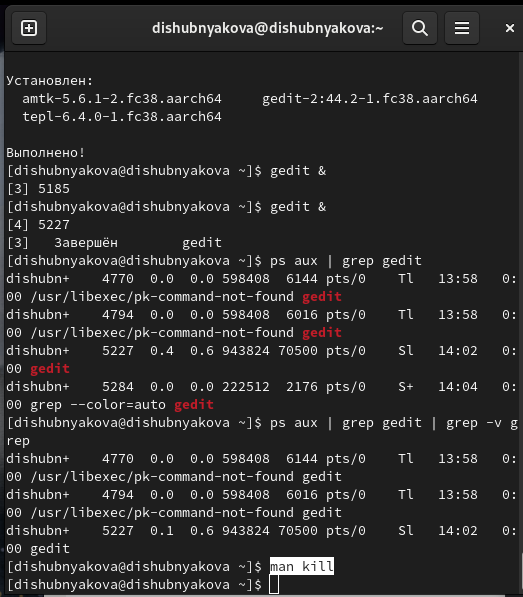 dishubnyakova@dishubnyakova:~
Установлен:
  amtk-5.6.1-2.fc38.aarch64     gedit-2:44.2-1.fc38.aarch64
  tepl-6.4.0-1.fc38.aarch64
Выполнено!
[dishubnyakova@dishubnyakova ~]$ gedit &
[3] 5185
[dishubnyakova@dishubnyakova ~]$ gedit &
[4] 5227
[3]   Завершён         gedit
[dishubnyakova@dishubnyakova ~]$ ps aux | grep gedit
dishubn+    4770  0.0  0.0 598408  6144 pts/0    Tl   13:58   0:
00 /usr/libexec/pk-command-not-found gedit
dishubn+    4794  0.0  0.0 598408  6016 pts/0    Tl   13:58   0:
00 /usr/libexec/pk-command-not-found gedit
dishubn+    5227  0.4  0.6 943824 70500 pts/0    Sl   14:02   0:
00 gedit
dishubn+    5284  0.0  0.0 222512  2176 pts/0    S+   14:04   0:
00 grep --color=auto gedit
[dishubnyakova@dishubnyakova ~]$ ps aux | grep gedit | grep -v g
rep
dishubn+    4770  0.0  0.0 598408  6144 pts/0    Tl   13:58   0:
00 /usr/libexec/pk-command-not-found gedit
dishubn+    4794  0.0  0.0 598408  6016 pts/0    Tl   13:58   0:
00 /usr/libexec/pk-command-not-found gedit
dishubn+    5227  0.1  0.6 943824 70500 pts/0    Sl   14:02   0:
00 gedit
[dishubnyakova@dishubnyakova ~]$ man kill
[dishubnyakova@dishubnyakova ~]$